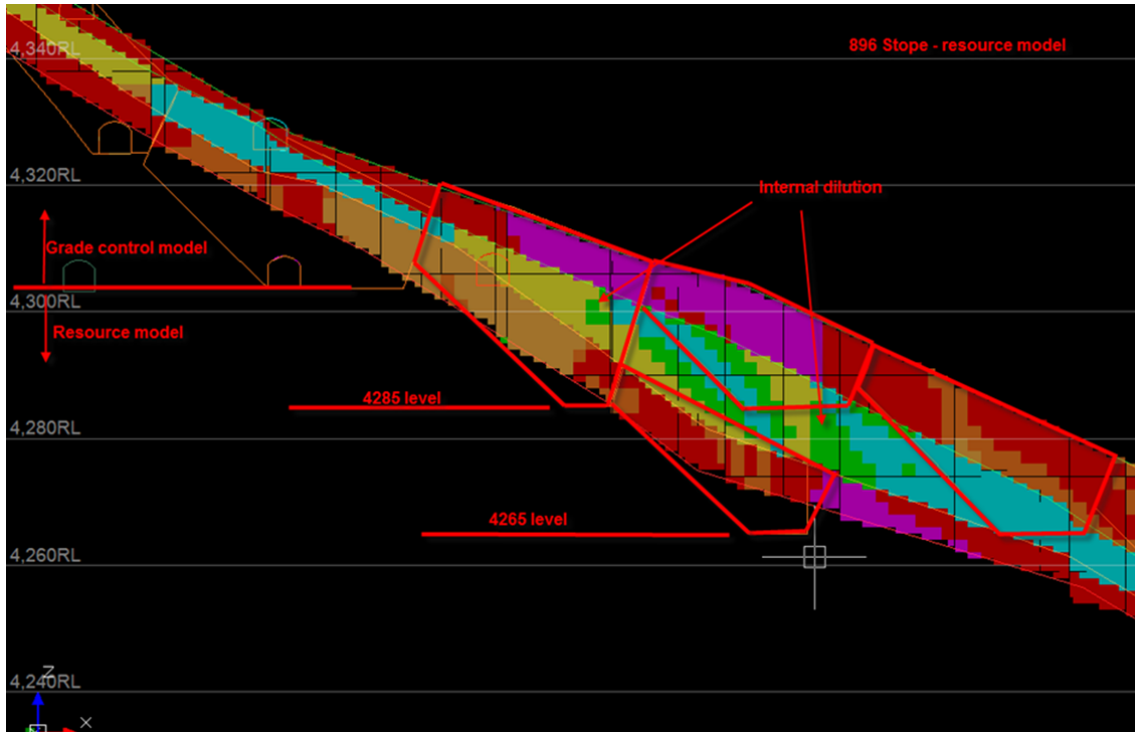 4,340RL
896 Stope - resource model
4,320RL
Internal dilution
Grade control model
4,300RL
Resource model
4285 level
4,280RL
4265 level
4,260RL
4,240RL
Z
X